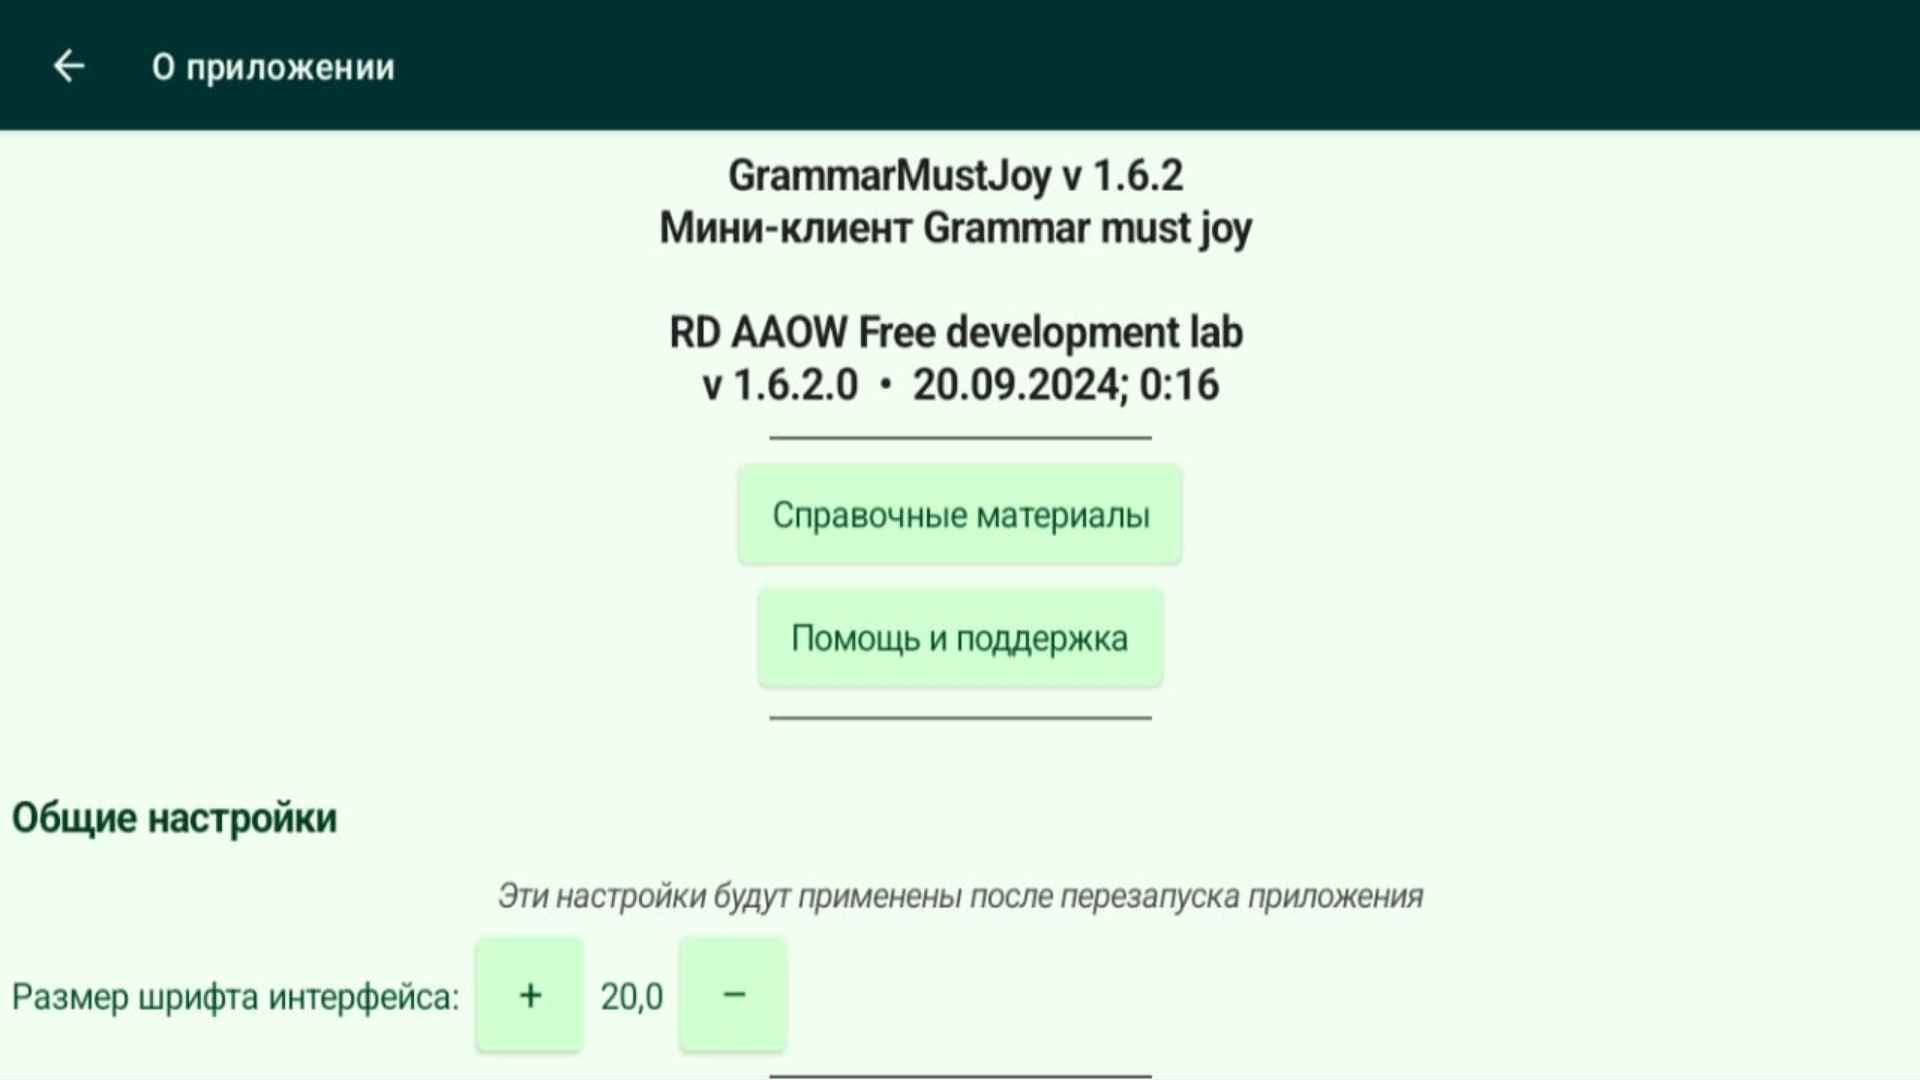 О приложении
GrammarMustJoy v 1.6.2
Мини-клиент Grammar must joy
RD AAOW Free development lab
v 1.6.2.0 • 20.09.2024; 0:16
Справочные материалы
Помощь и поддержка
Общие настройки
Эти настройки будут применены после перезапуска приложения
Размер шрифта интерфейса: + 20,0 −